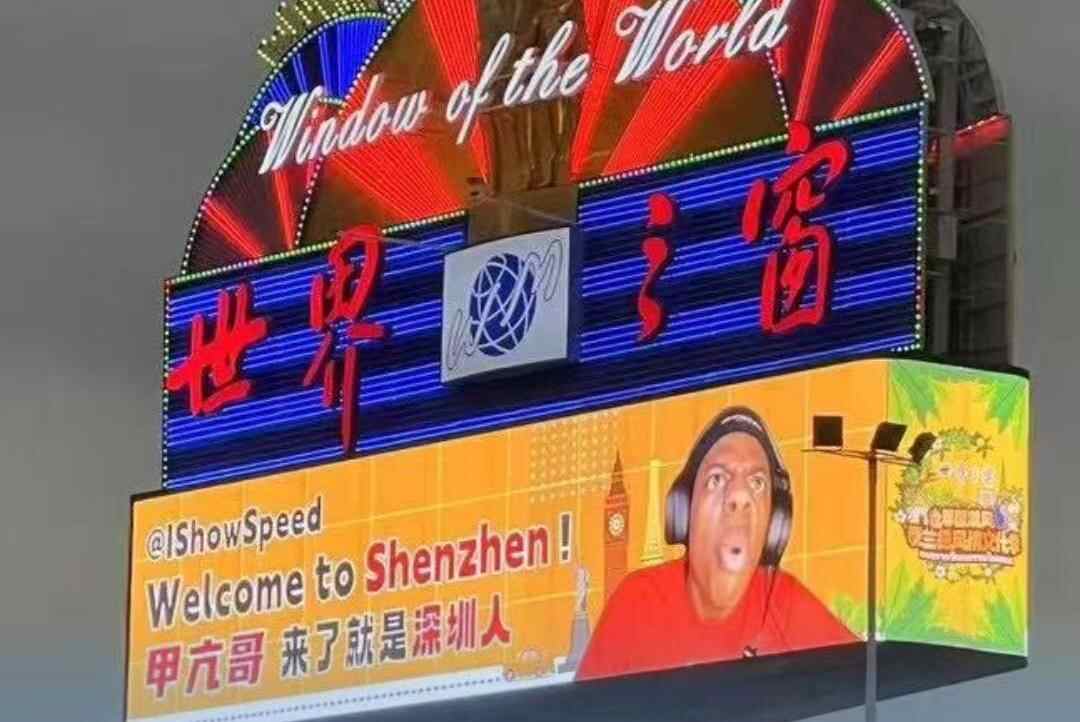 Window of the World
世界之窗
@IShowSpeed
Welcome to Shenzhen!
甲亢哥 来了就是深圳人